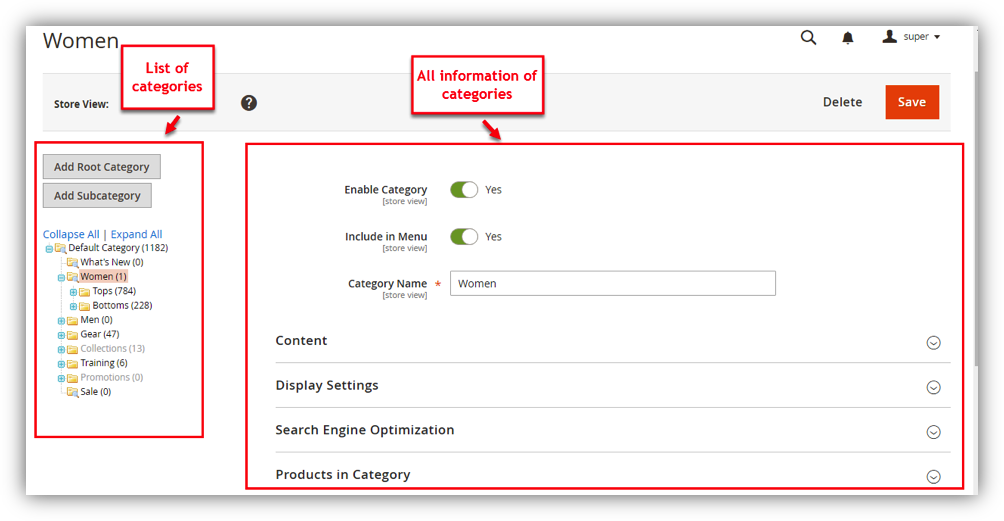 Women
super
List of
categories
All information of
categories
Store View:
?
Delete
Save
Add Root Category
Add Subcategory
Collapse All | Expand All
Default Category (1182)
What's New (0)
Women (1)
Tops (784)
Bottoms (228)
Men (0)
Gear (47)
Collections (13)
Training (6)
Promotions (0)
Sale (0)
Enable Category
[store view]
Yes
Include in Menu
[store view]
Yes
Category Name *
[store view]
Women
Content
Display Settings
Search Engine Optimization
Products in Category